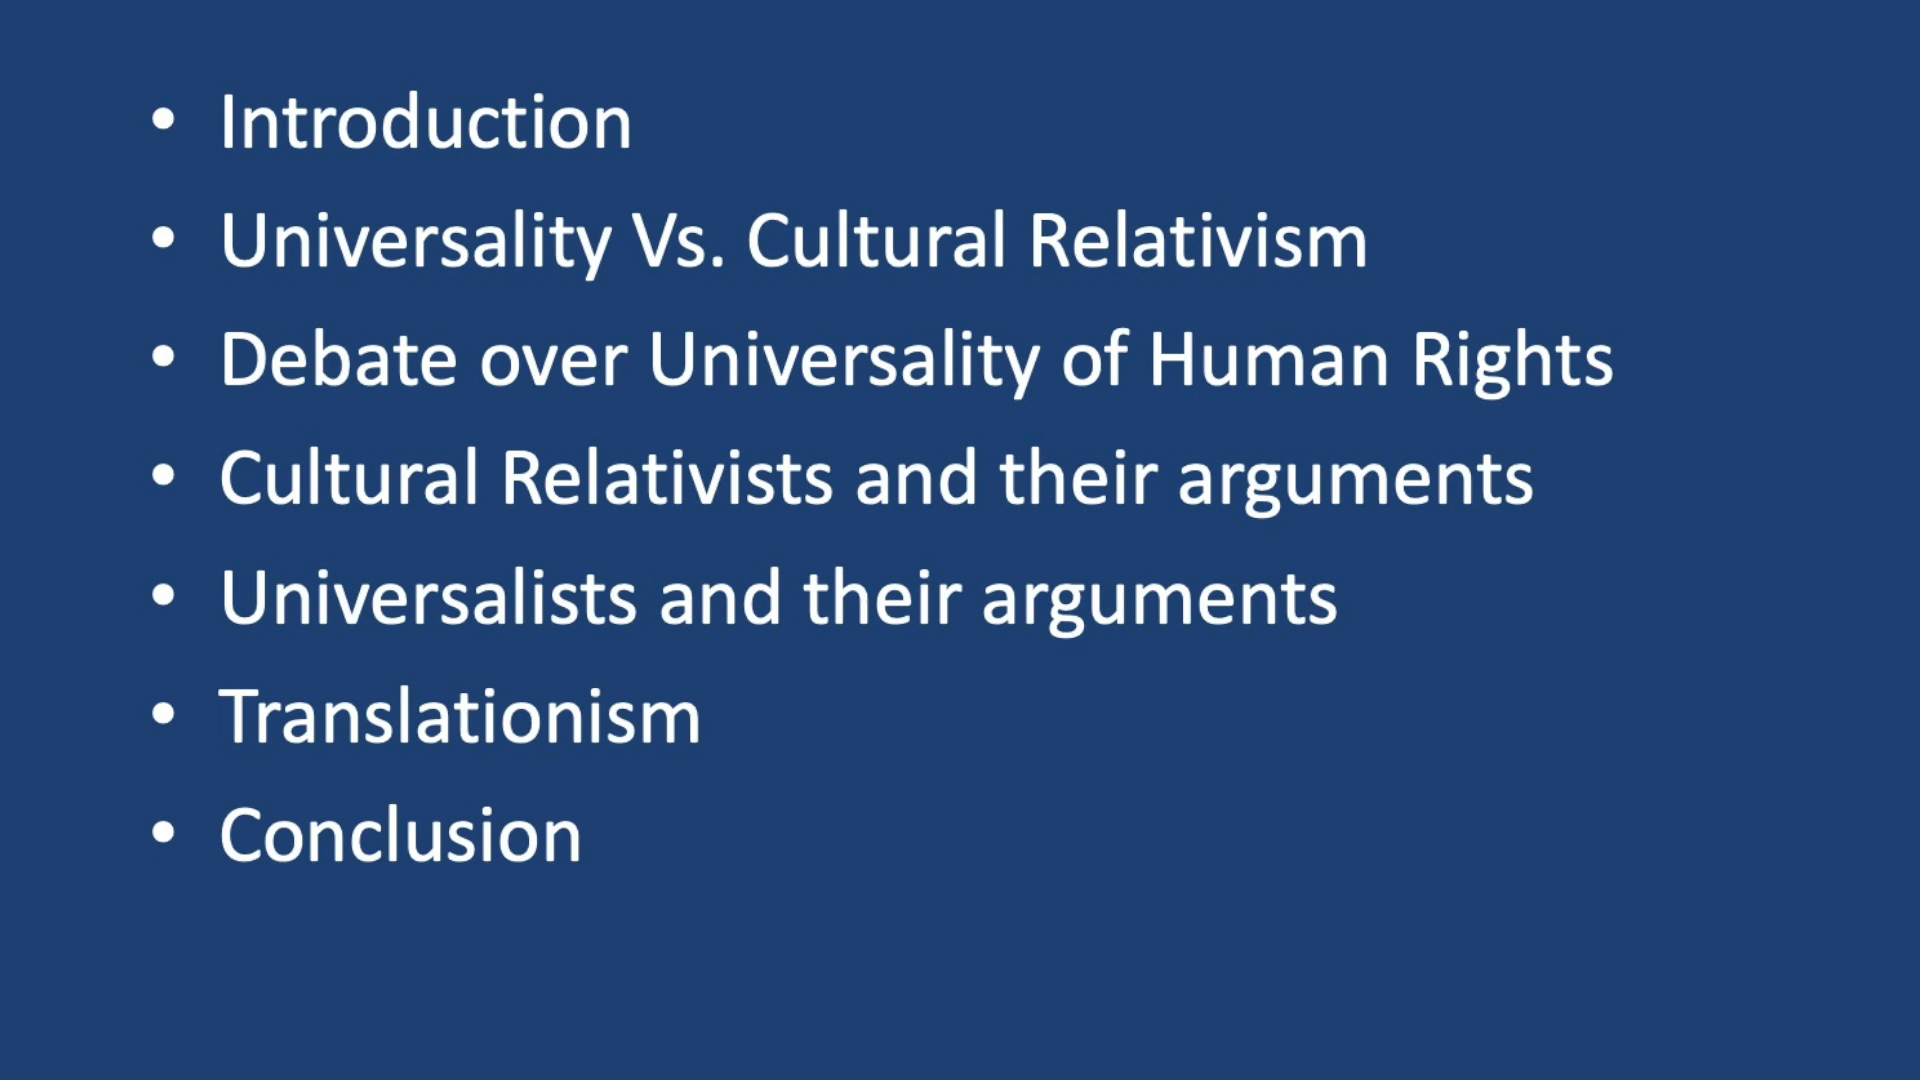 • Introduction
• Universality Vs. Cultural Relativism
• Debate over Universality of Human Rights
• Cultural Relativists and their arguments
• Universalists and their arguments
• Translationism
• Conclusion